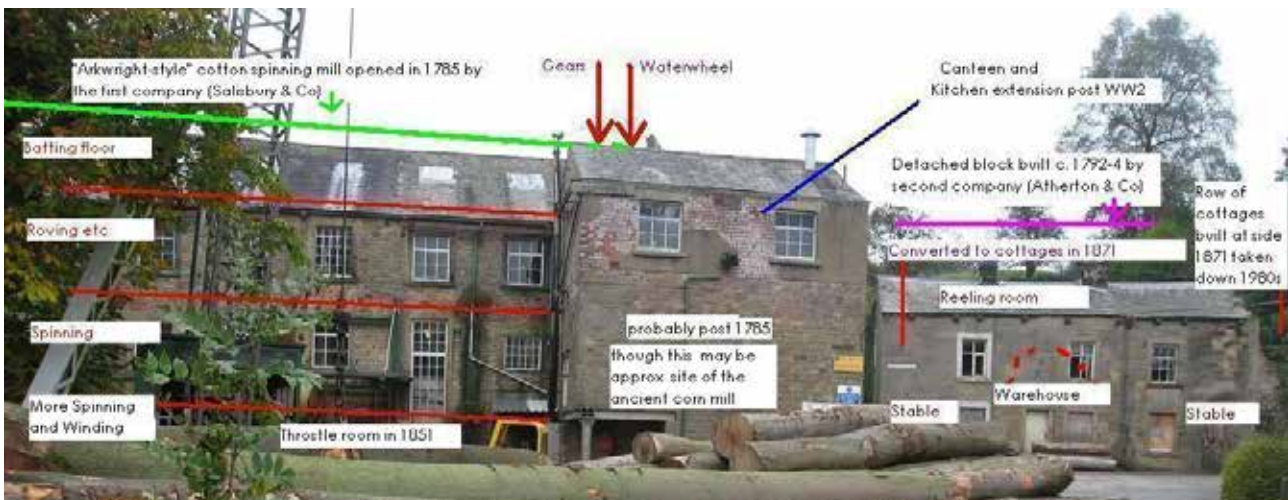 "Arkwright-style" cotton spinning mill opened in 1785 by
the first company (Salsbury & Co)
Gears
Waterwheel
Canteen and
Kitchen extension post WW2
Batting floor
Detached block built c. 1792-4 by
second company (Atherton & Co)
Row of
cottages
built at side
1871 taken
down 1980s
Roving etc
Converted to cottages in 1871
Reeling room
Spinning
probably post 1785
though this may be
approx site of the
ancient corn mill
Warehouse
More Spinning
and Winding
Throstle room in 1851
Stable
Stable